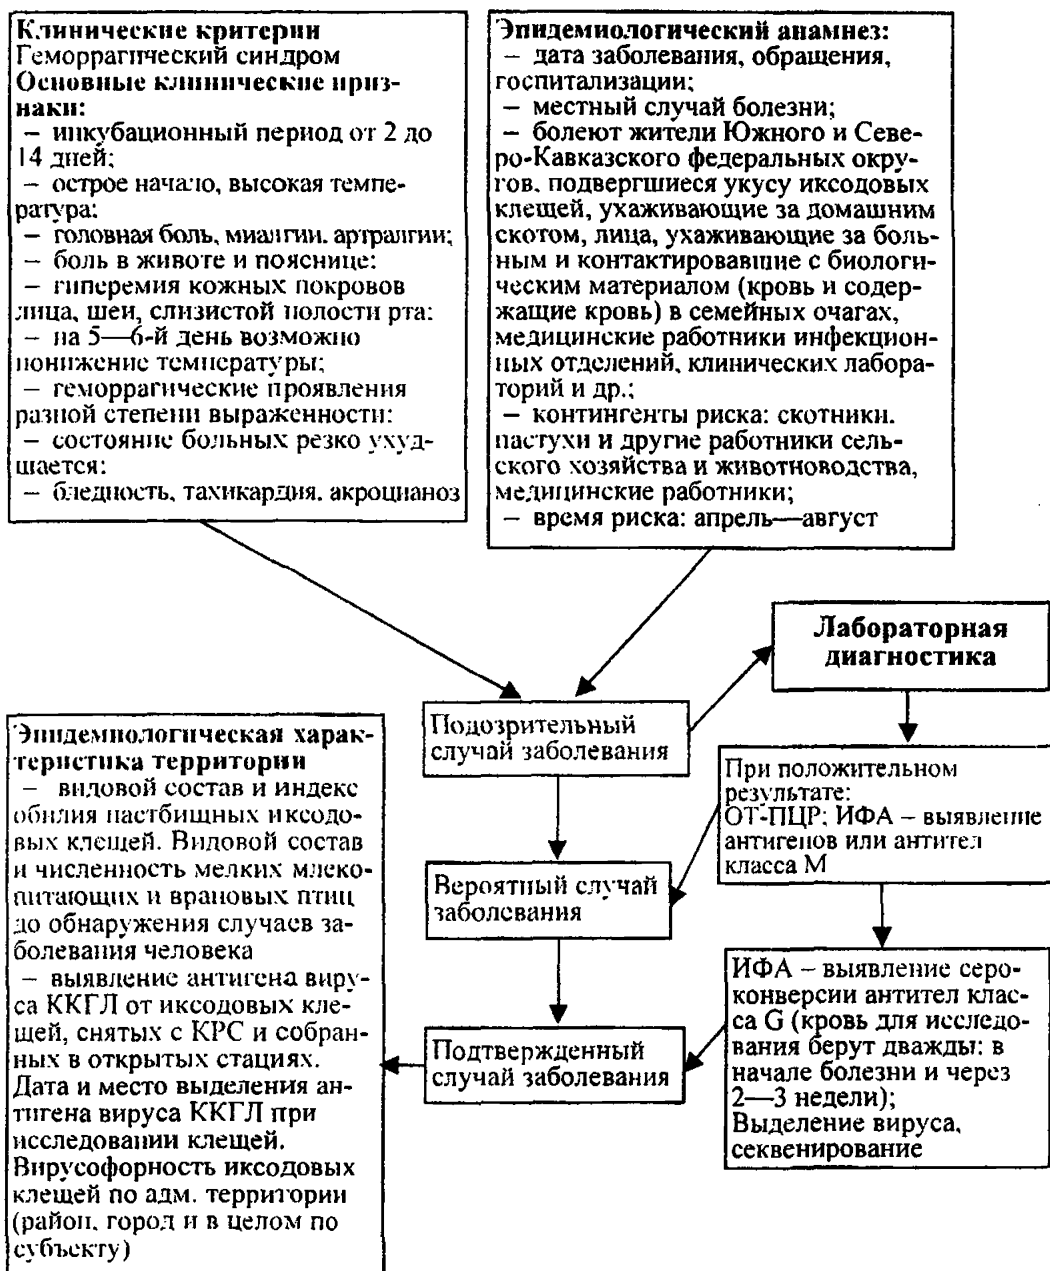 Клинические критерии
Геморрагический синдром
Основные клинические приз-
наки:
– инкубационный период от 2 до
14 дней;
– острое начало, высокая темпе-
ратура;
– головная боль, миалгии, артралгии;
– боль в животе и пояснице;
– гиперемия кожных покровов
лица, шеи, слизистой полости рта;
– на 5—6-й день возможно
понижение температуры;
– геморрагические проявления
разной степени выраженности;
– состояние больных резко ухуд-
шается;
– бледность, тахикардия, акроцианоз
Эпидемиологический анамнез:
– дата заболевания, обращения,
госпитализации;
– местный случай болезни;
– болеют жители Южного и Севе-
ро-Кавказского федеральных окру-
гов, подвергшиеся укусу иксодовых
клещей, ухаживающие за домашним
скотом, лица, ухаживающие за боль-
ным и контактировавшие с биологи-
ческим материалом (кровь и содер-
жащие кровь) в семейных очагах,
медицинские работники инфекцион-
ных отделений, клинических лабора-
торий и др.;
– контингенты риска: скотники,
пастухи и другие работники сель-
ского хозяйства и животноводства,
медицинские работники;
– время риска: апрель—август
Лабораторная
диагностика
Подозрительный
случай заболевания
При положительном
результате:
ОТ-ПЦР; ИФА – выявление
антигенов или антител
класса М
Вероятный случай
заболевания
ИФА – выявление серо-
конверсии антител клас-
са G (кровь для исследо-
вания берут дважды: в
начале болезни и через
2—3 недели);
Выделение вируса,
секвенирование
Подтвержденный
случай заболевания
Эпидемиологическая харак-
теристика территории
– видовой состав и индекс
обилия пастбищных иксодо-
вых клещей. Видовой состав
и численность мелких млеко-
питающих и врановых птиц
до обнаружения случаев за-
болевания человека
– выявление антигена виру-
са ККГЛ от иксодовых кле-
щей, снятых с КРС и собран-
ных в открытых стациях.
Дата и место выделения ан-
тигена вируса ККГЛ при
исследовании клещей.
Вирусофорность иксодовых
клещей по адм. территории
(район, город и в целом по
субъекту)